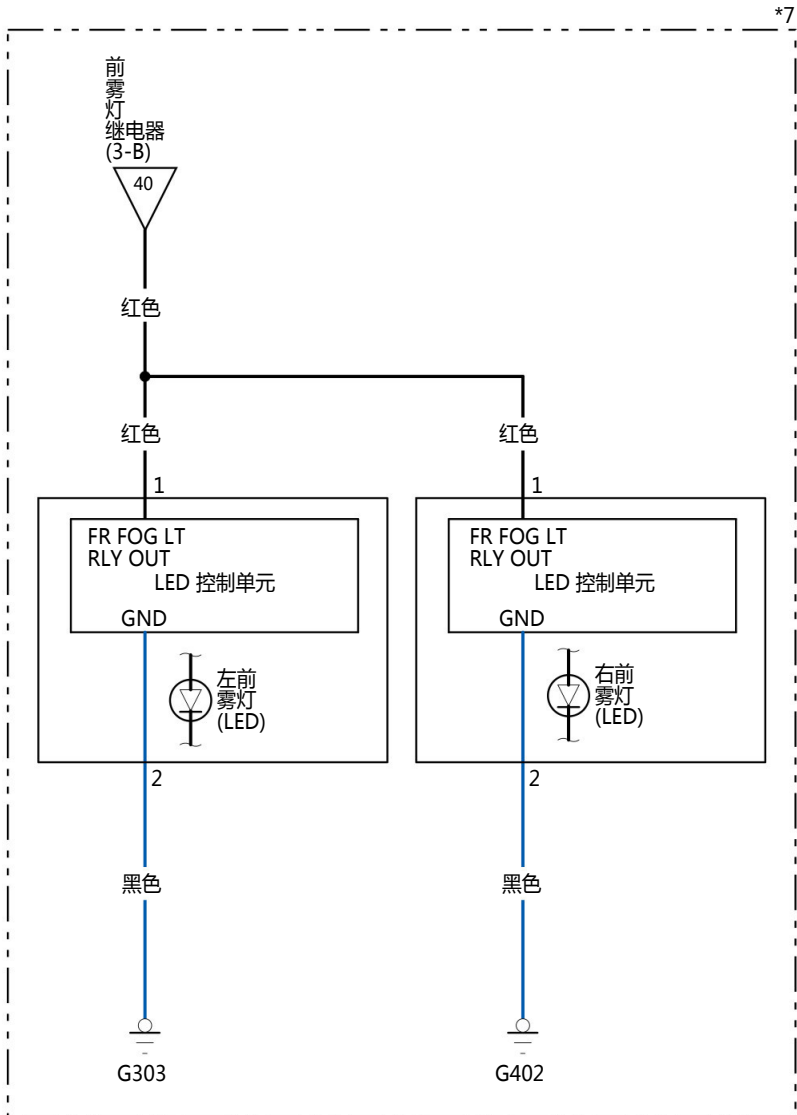 *7
前
雾
灯
继电器
(3-B)
40
红色
红色
红色
1
1
FR FOG LT
RLY OUT
LED 控制单元
GND
FR FOG LT
RLY OUT
LED 控制单元
GND
左前
雾灯
(LED)
右前
雾灯
(LED)
2
2
黑色
黑色
G303
G402